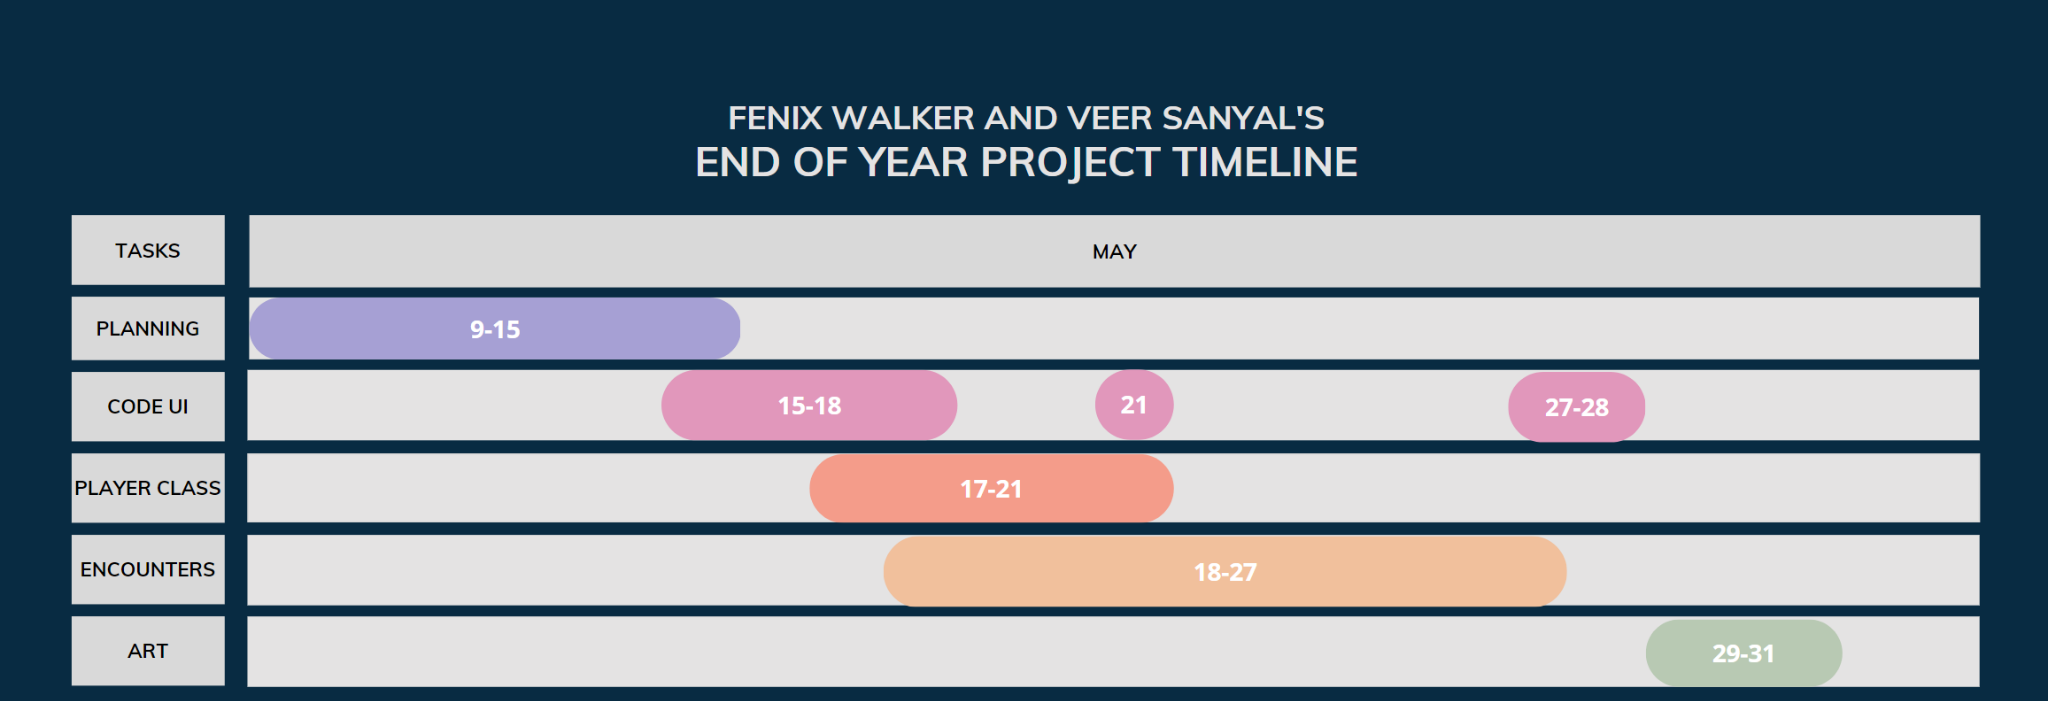 FENIX WALKER AND VEER SANYAL'S
END OF YEAR PROJECT TIMELINE
TASKS
MAY
PLANNING
9-15
CODE UI
15-18
21
27-28
PLAYER CLASS
17-21
ENCOUNTERS
18-27
ART
29-31